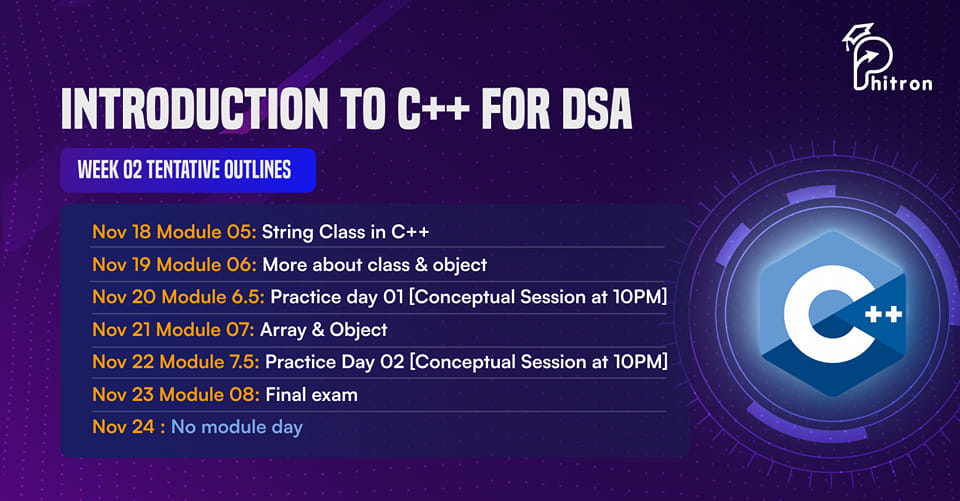 Phitron
INTRODUCTION TO C++ FOR DSA
WEEK 02 TENTATIVE OUTLINES
Nov 18 Module 05: String Class in C++
Nov 19 Module 06: More about class & object
Nov 20 Module 6.5: Practice day 01 [Conceptual Session at 10PM]
Nov 21 Module 07: Array & Object
Nov 22 Module 7.5: Practice Day 02 [Conceptual Session at 10PM]
Nov 23 Module 08: Final exam
Nov 24 : No module day
C++